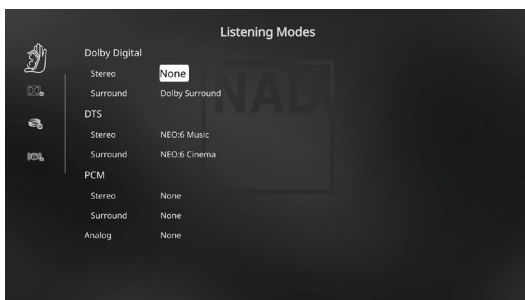 Listening Modes
Dolby Digital
Stereo None
Surround Dolby Surround
DTS
Stereo NEO:6 Music
Surround NEO:6 Cinema
PCM
Stereo None
Surround None
Analog None
NAD